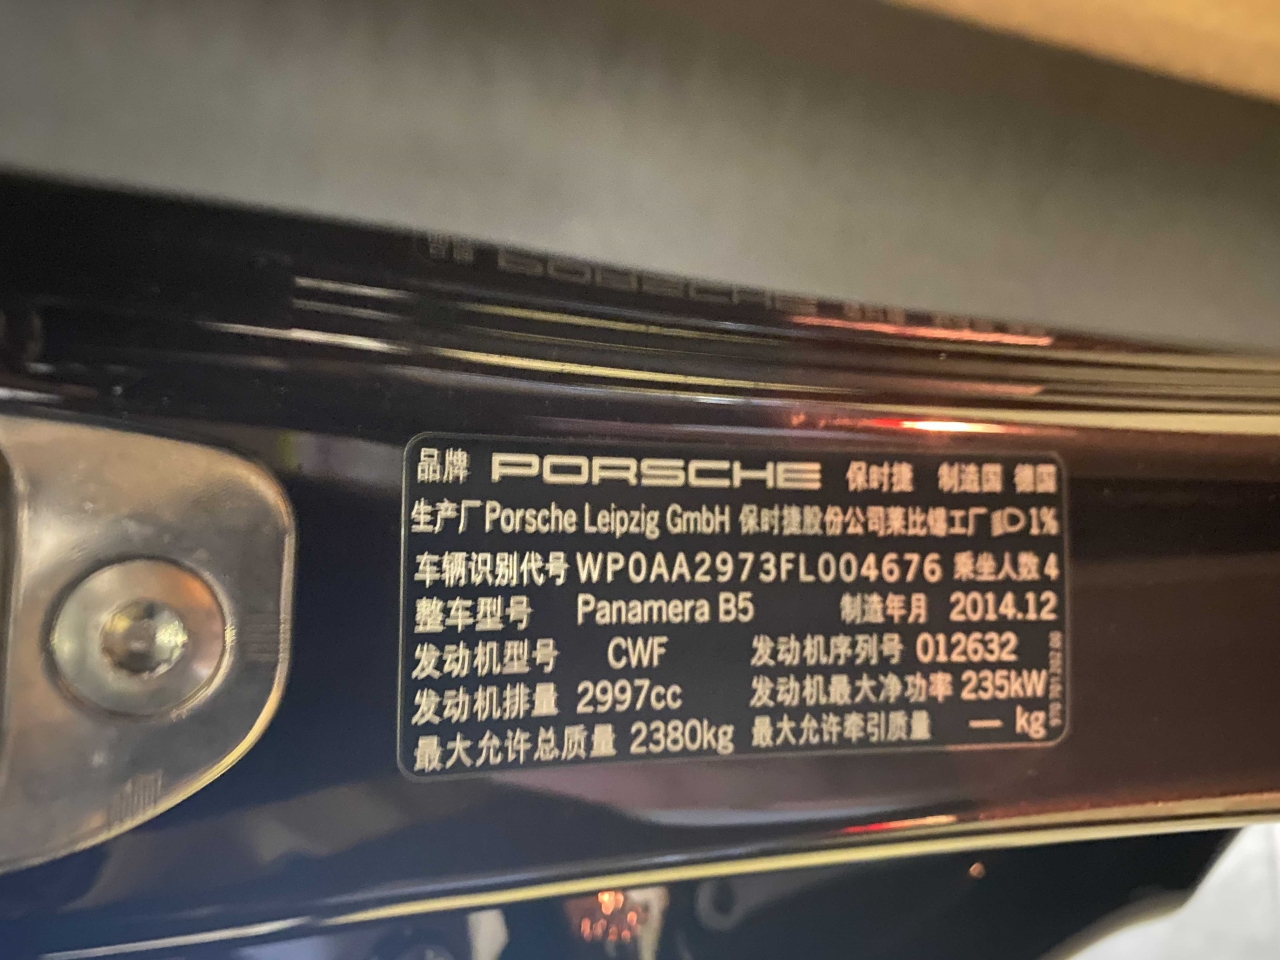 品牌 PORSCHE 保时捷 制造国 德国
生产厂 Porsche Leipzig GmbH 保时捷股份公司莱比锡工厂 1%
车辆识别代号 WP0AA2973FL004676 乘坐人数 4
整车型号 Panamera B5 制造年月 2014.12
发动机型号 CWF 发动机序列号 012632
发动机排量 2997cc 发动机最大净功率 235kW
最大允许总质量 2380kg 最大允许牵引质量 — kg
970 701 202 00